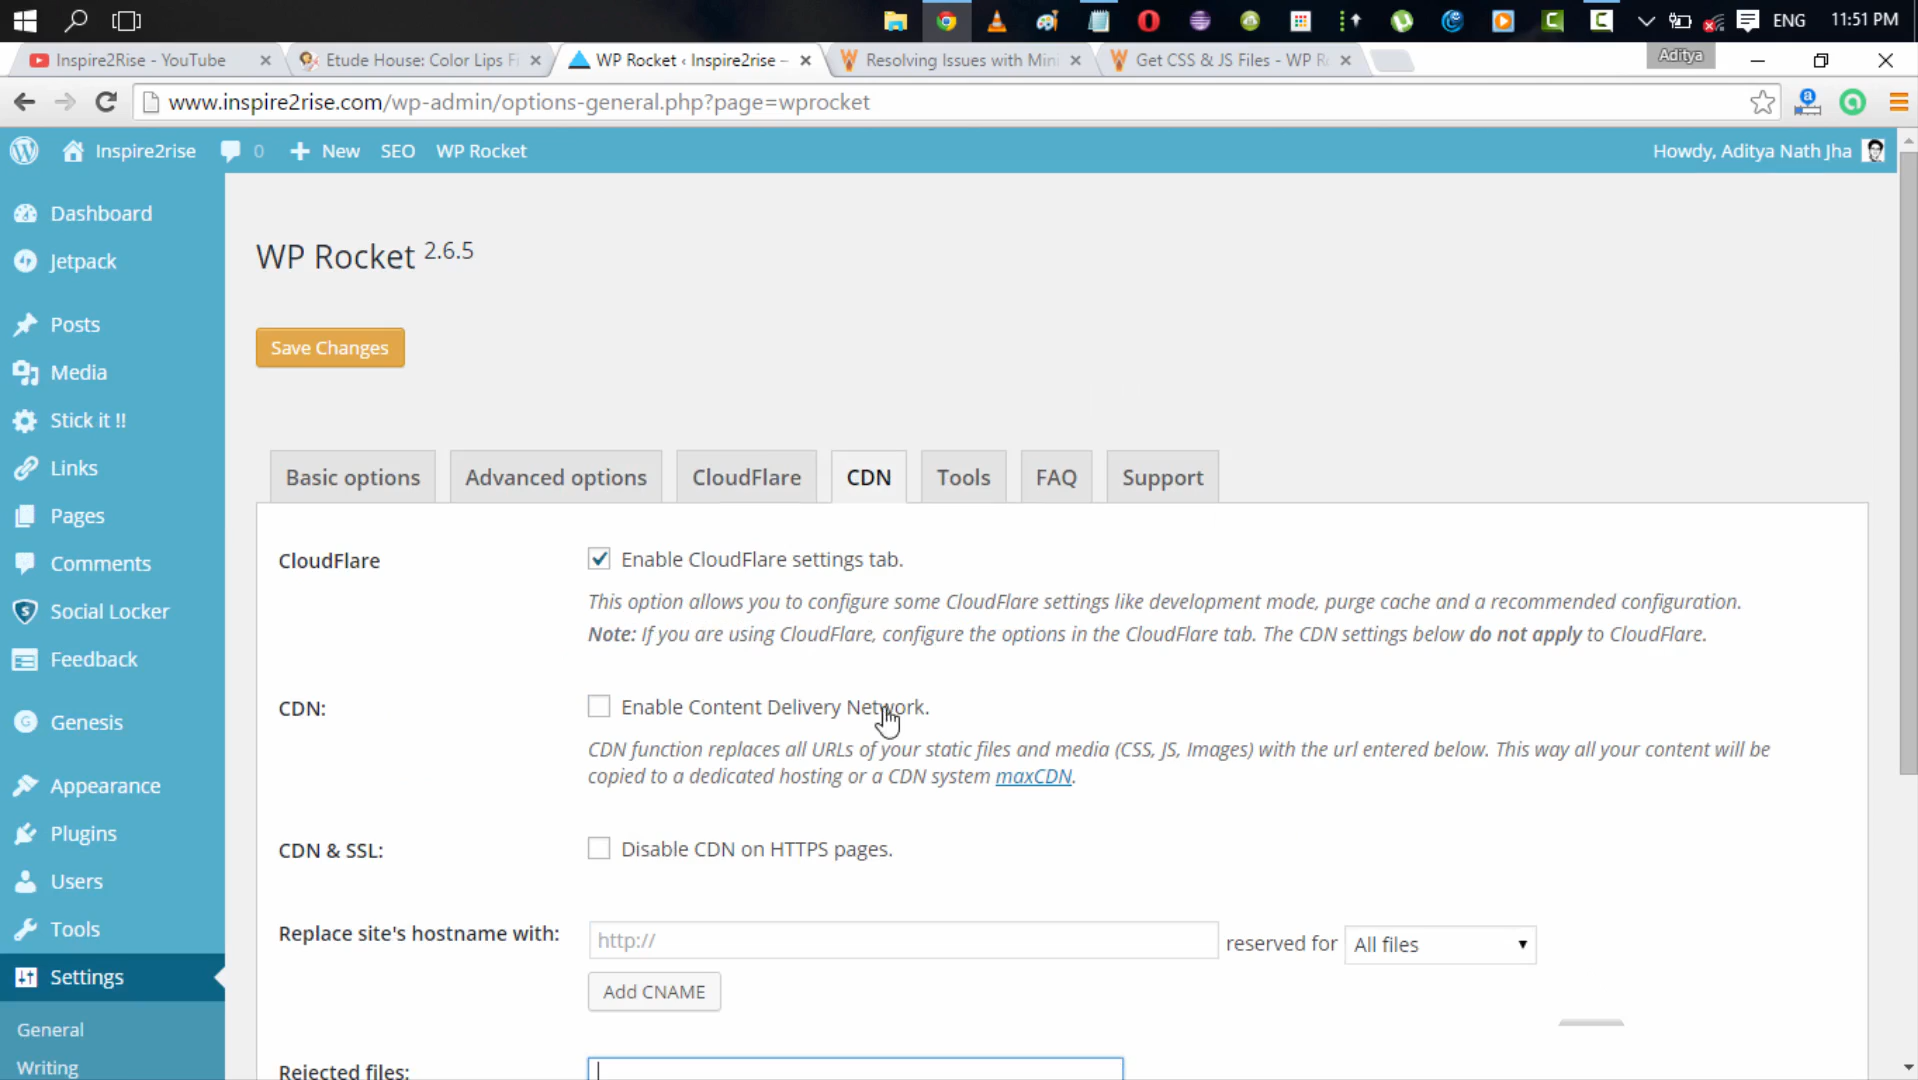 ENG 11:51 PM
Inspire2Rise - YouTube
Etude House: Color Lips Fi
WP Rocket ‹ Inspire2rise –
Resolving Issues with Mini
Get CSS & JS Files - WP R
Aditya
www.inspire2rise.com/wp-admin/options-general.php?page=wprocket
Inspire2rise 0 New SEO WP Rocket Howdy, Aditya Nath Jha
Dashboard
Jetpack
Posts
Media
Stick it !!
Links
Pages
Comments
Social Locker
Feedback
Genesis
Appearance
Plugins
Users
Tools
Settings
General
Writing
WP Rocket 2.6.5
Save Changes
Basic options Advanced options CloudFlare CDN Tools FAQ Support
CloudFlare Enable CloudFlare settings tab.
This option allows you to configure some CloudFlare settings like development mode, purge cache and a recommended configuration.
Note: If you are using CloudFlare, configure the options in the CloudFlare tab. The CDN settings below do not apply to CloudFlare.
CDN: Enable Content Delivery Network.
CDN function replaces all URLs of your static files and media (CSS, JS, Images) with the url entered below. This way all your content will be
copied to a dedicated hosting or a CDN system maxCDN.
CDN & SSL: Disable CDN on HTTPS pages.
Replace site's hostname with: http:// reserved for All files
Add CNAME
Rejected files: